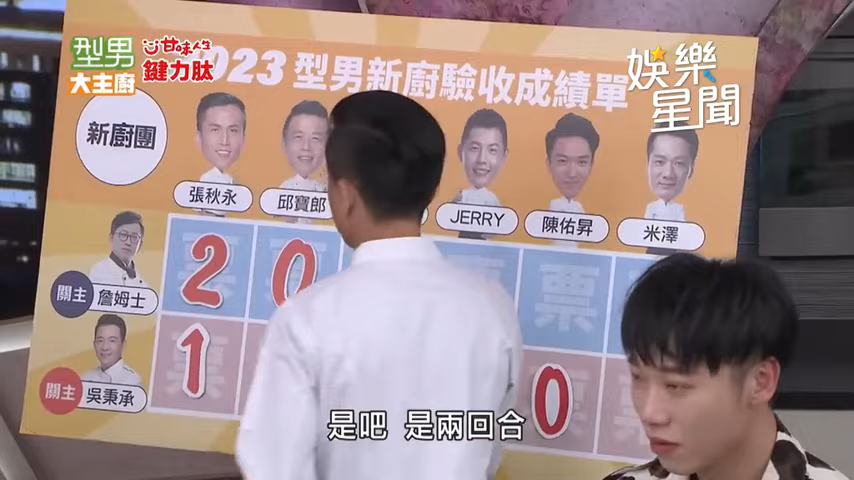 型男
大主廚
甘味人生
鍵力肽
023 型男新廚驗收成績單
娛樂
星聞
新廚團
張秋永
邱寶郎
JERRY
陳佑昇
米澤
關主 詹姆士
2 0 票
關主 吳秉承
1 0
是吧 是兩回合